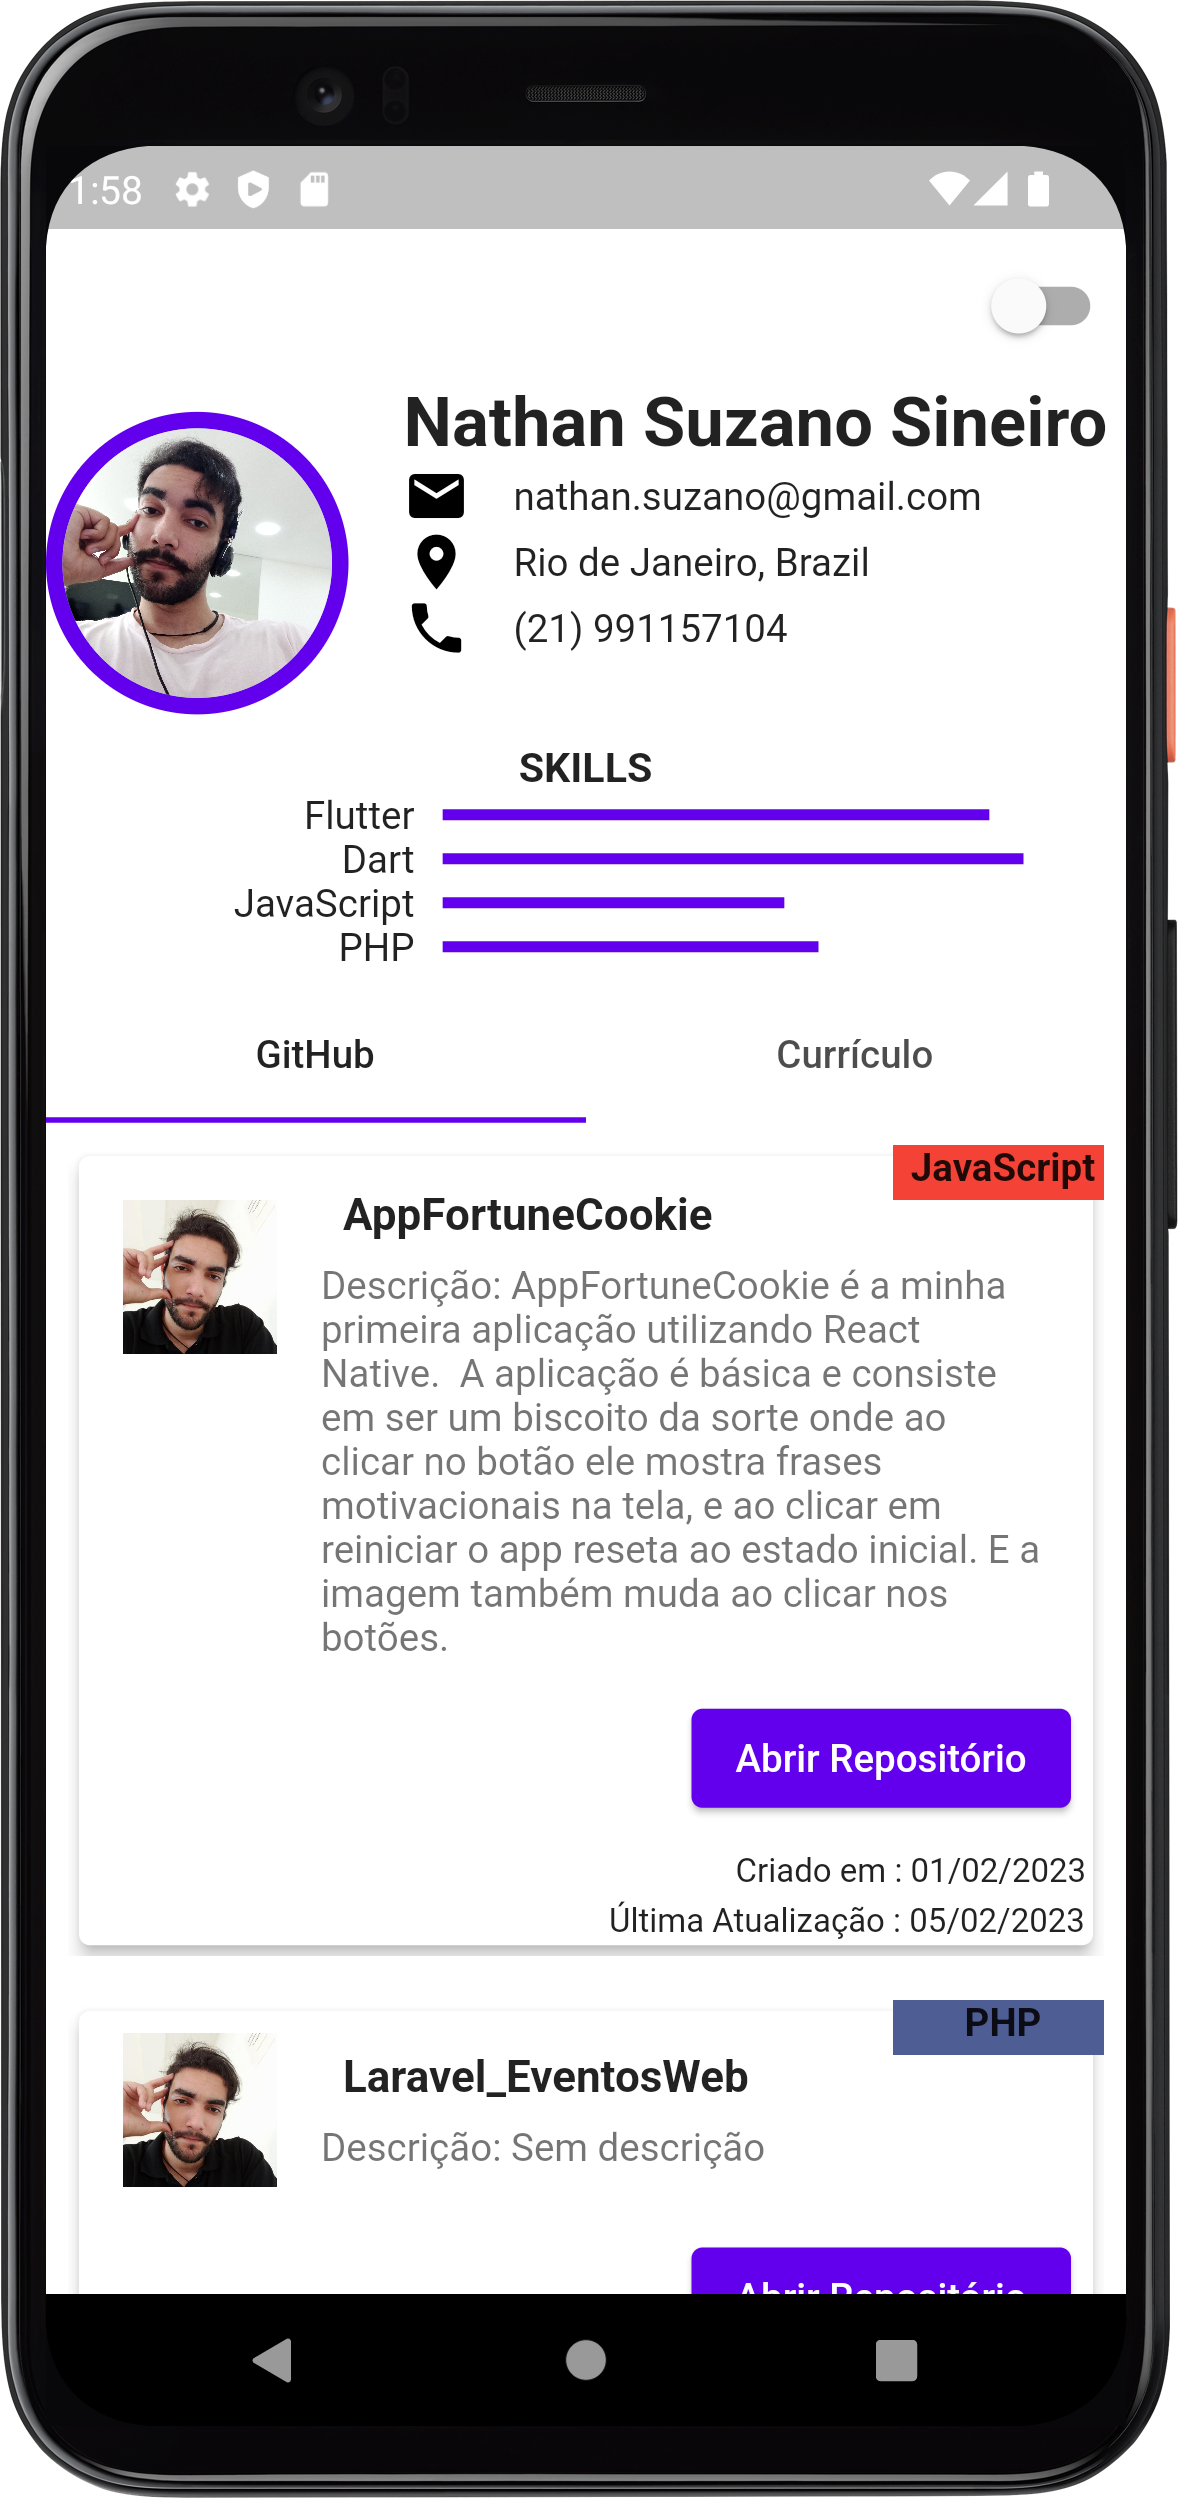 1:58
Nathan Suzano Sineiro
nathan.suzano@gmail.com
Rio de Janeiro, Brazil
(21) 991157104
SKILLS
Flutter
Dart
JavaScript
PHP
GitHub
Currículo
JavaScript
AppFortuneCookie
Descrição: AppFortuneCookie é a minha
primeira aplicação utilizando React
Native.  A aplicação é básica e consiste
em ser um biscoito da sorte onde ao
clicar no botão ele mostra frases
motivacionais na tela, e ao clicar em
reiniciar o app reseta ao estado inicial. E a
imagem também muda ao clicar nos
botões.
Abrir Repositório
Criado em : 01/02/2023
Última Atualização : 05/02/2023
PHP
Laravel_EventosWeb
Descrição: Sem descrição
Abrir Repositório